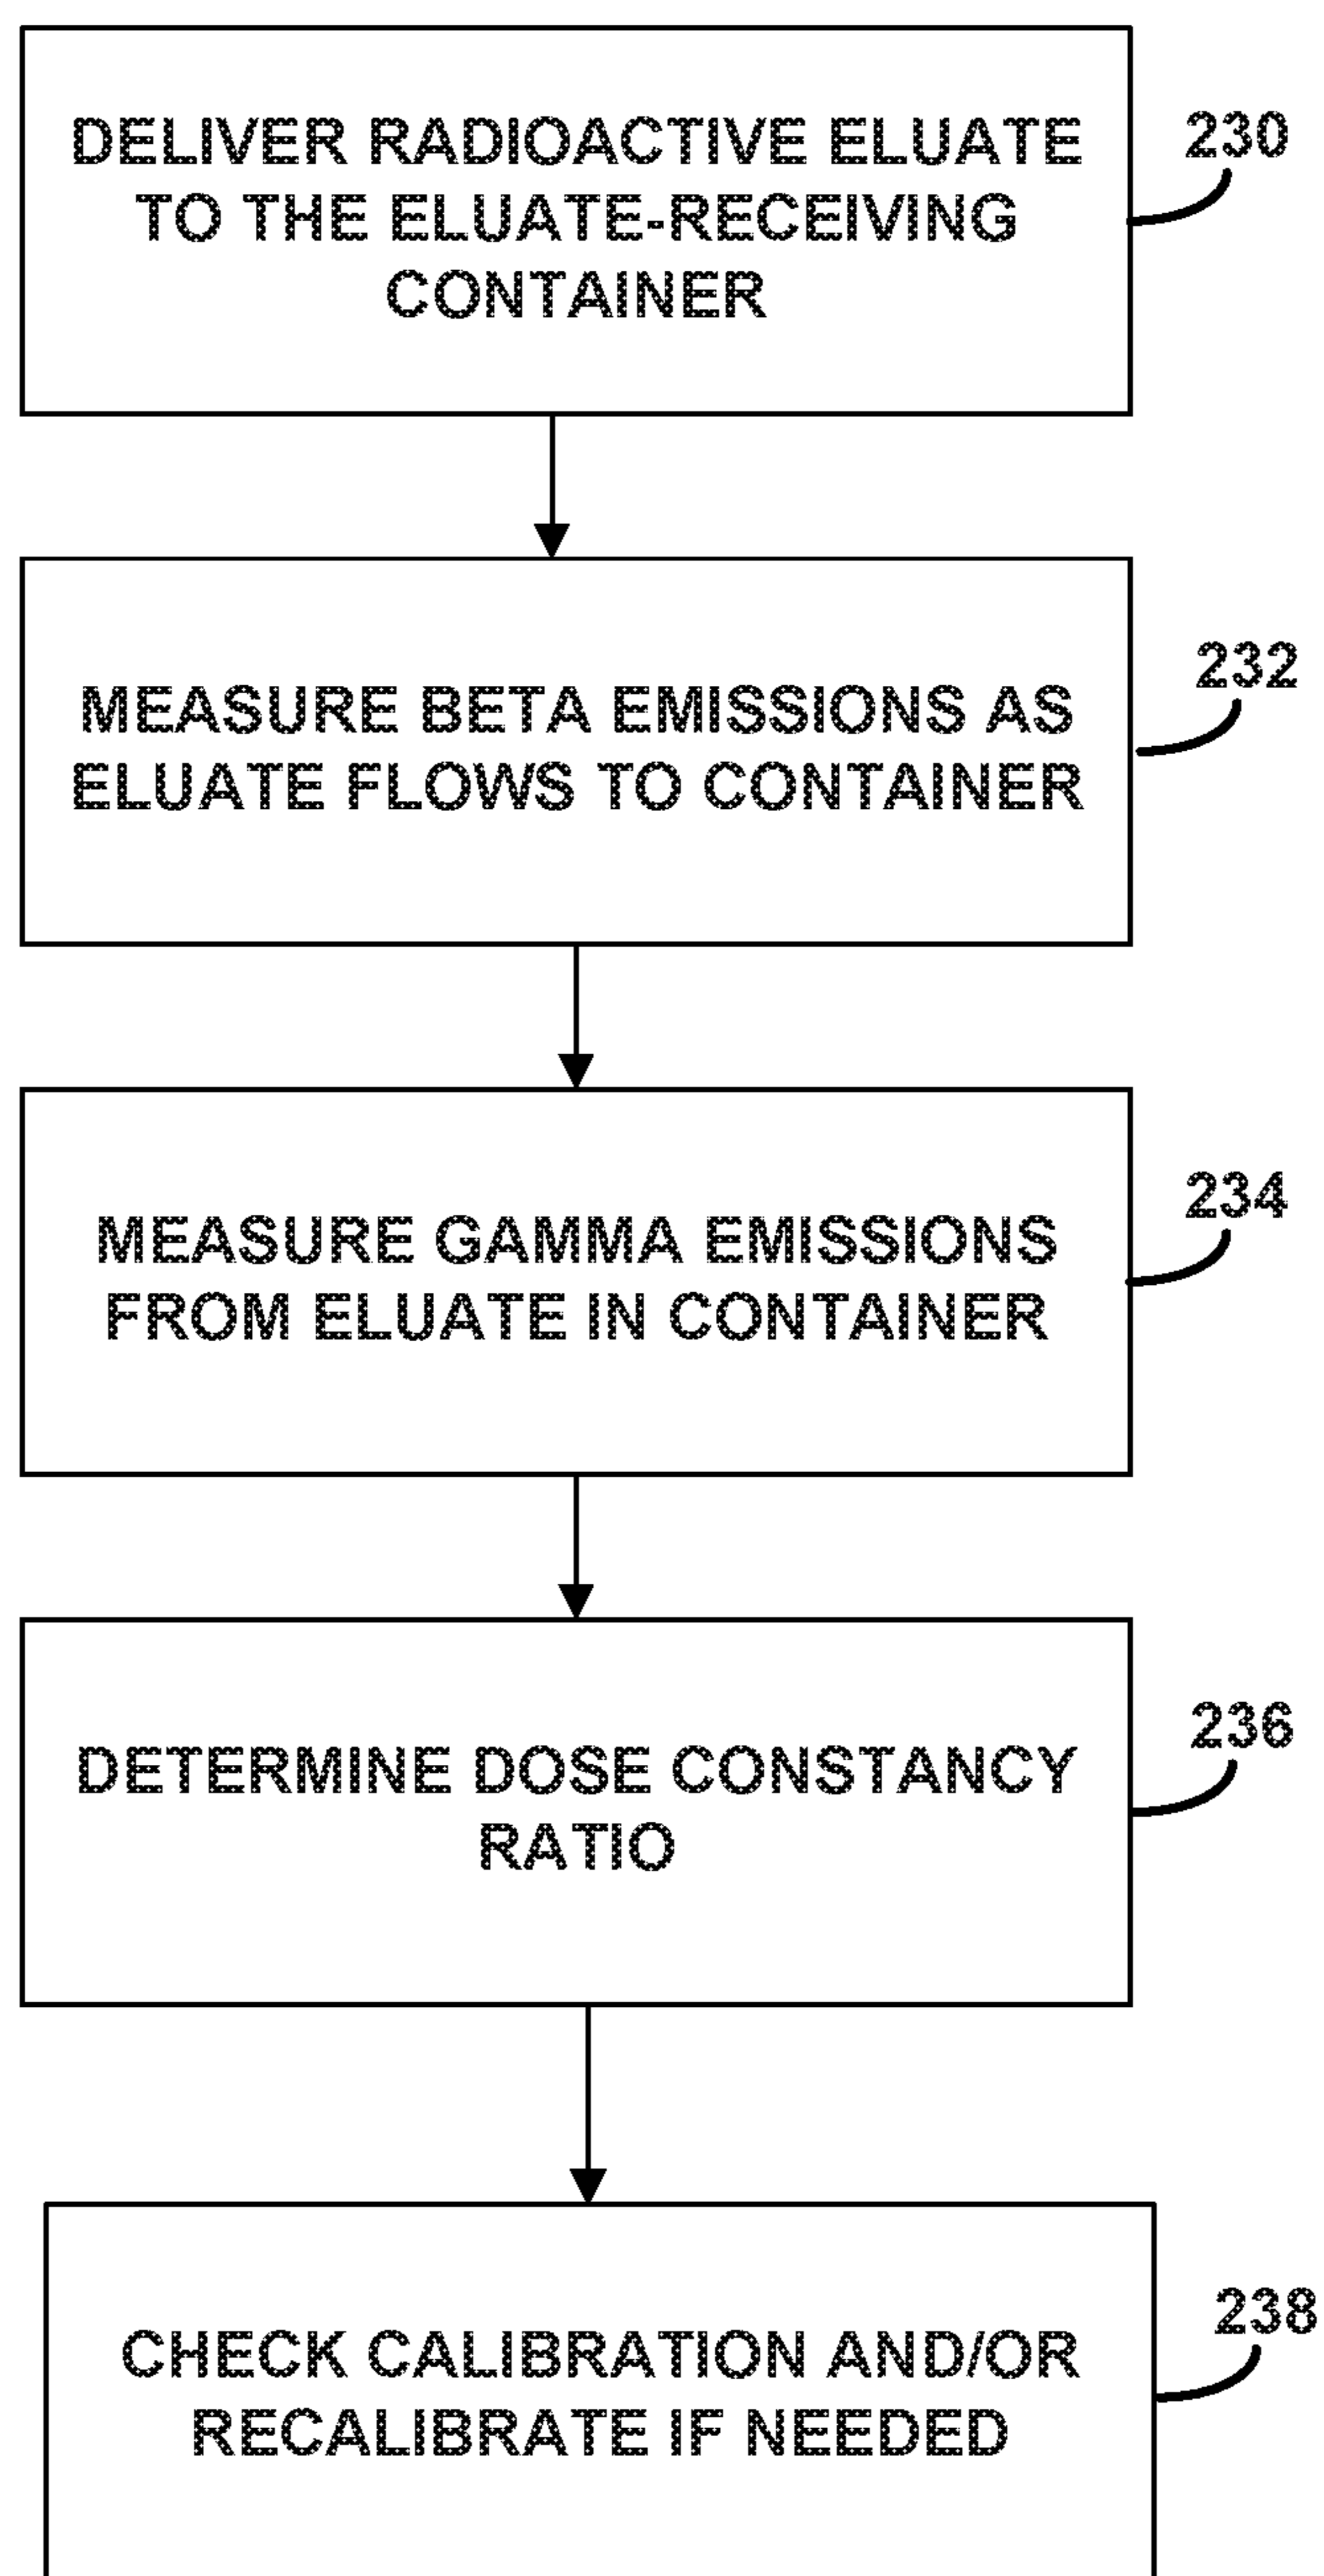 DELIVER RADIOACTIVE ELUATE
TO THE ELUATE-RECEIVING
CONTAINER
230
MEASURE BETA EMISSIONS AS
ELUATE FLOWS TO CONTAINER
232
MEASURE GAMMA EMISSIONS
FROM ELUATE IN CONTAINER
234
DETERMINE DOSE CONSTANCY
RATIO
236
CHECK CALIBRATION AND/OR
RECALIBRATE IF NEEDED
238